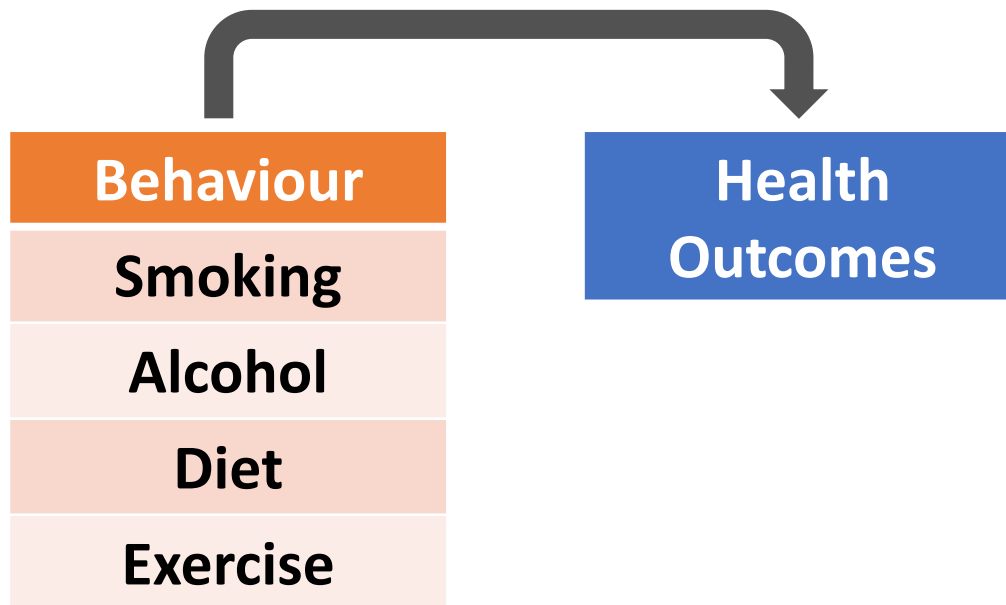 Behaviour
Smoking
Alcohol
Diet
Exercise
Health
Outcomes